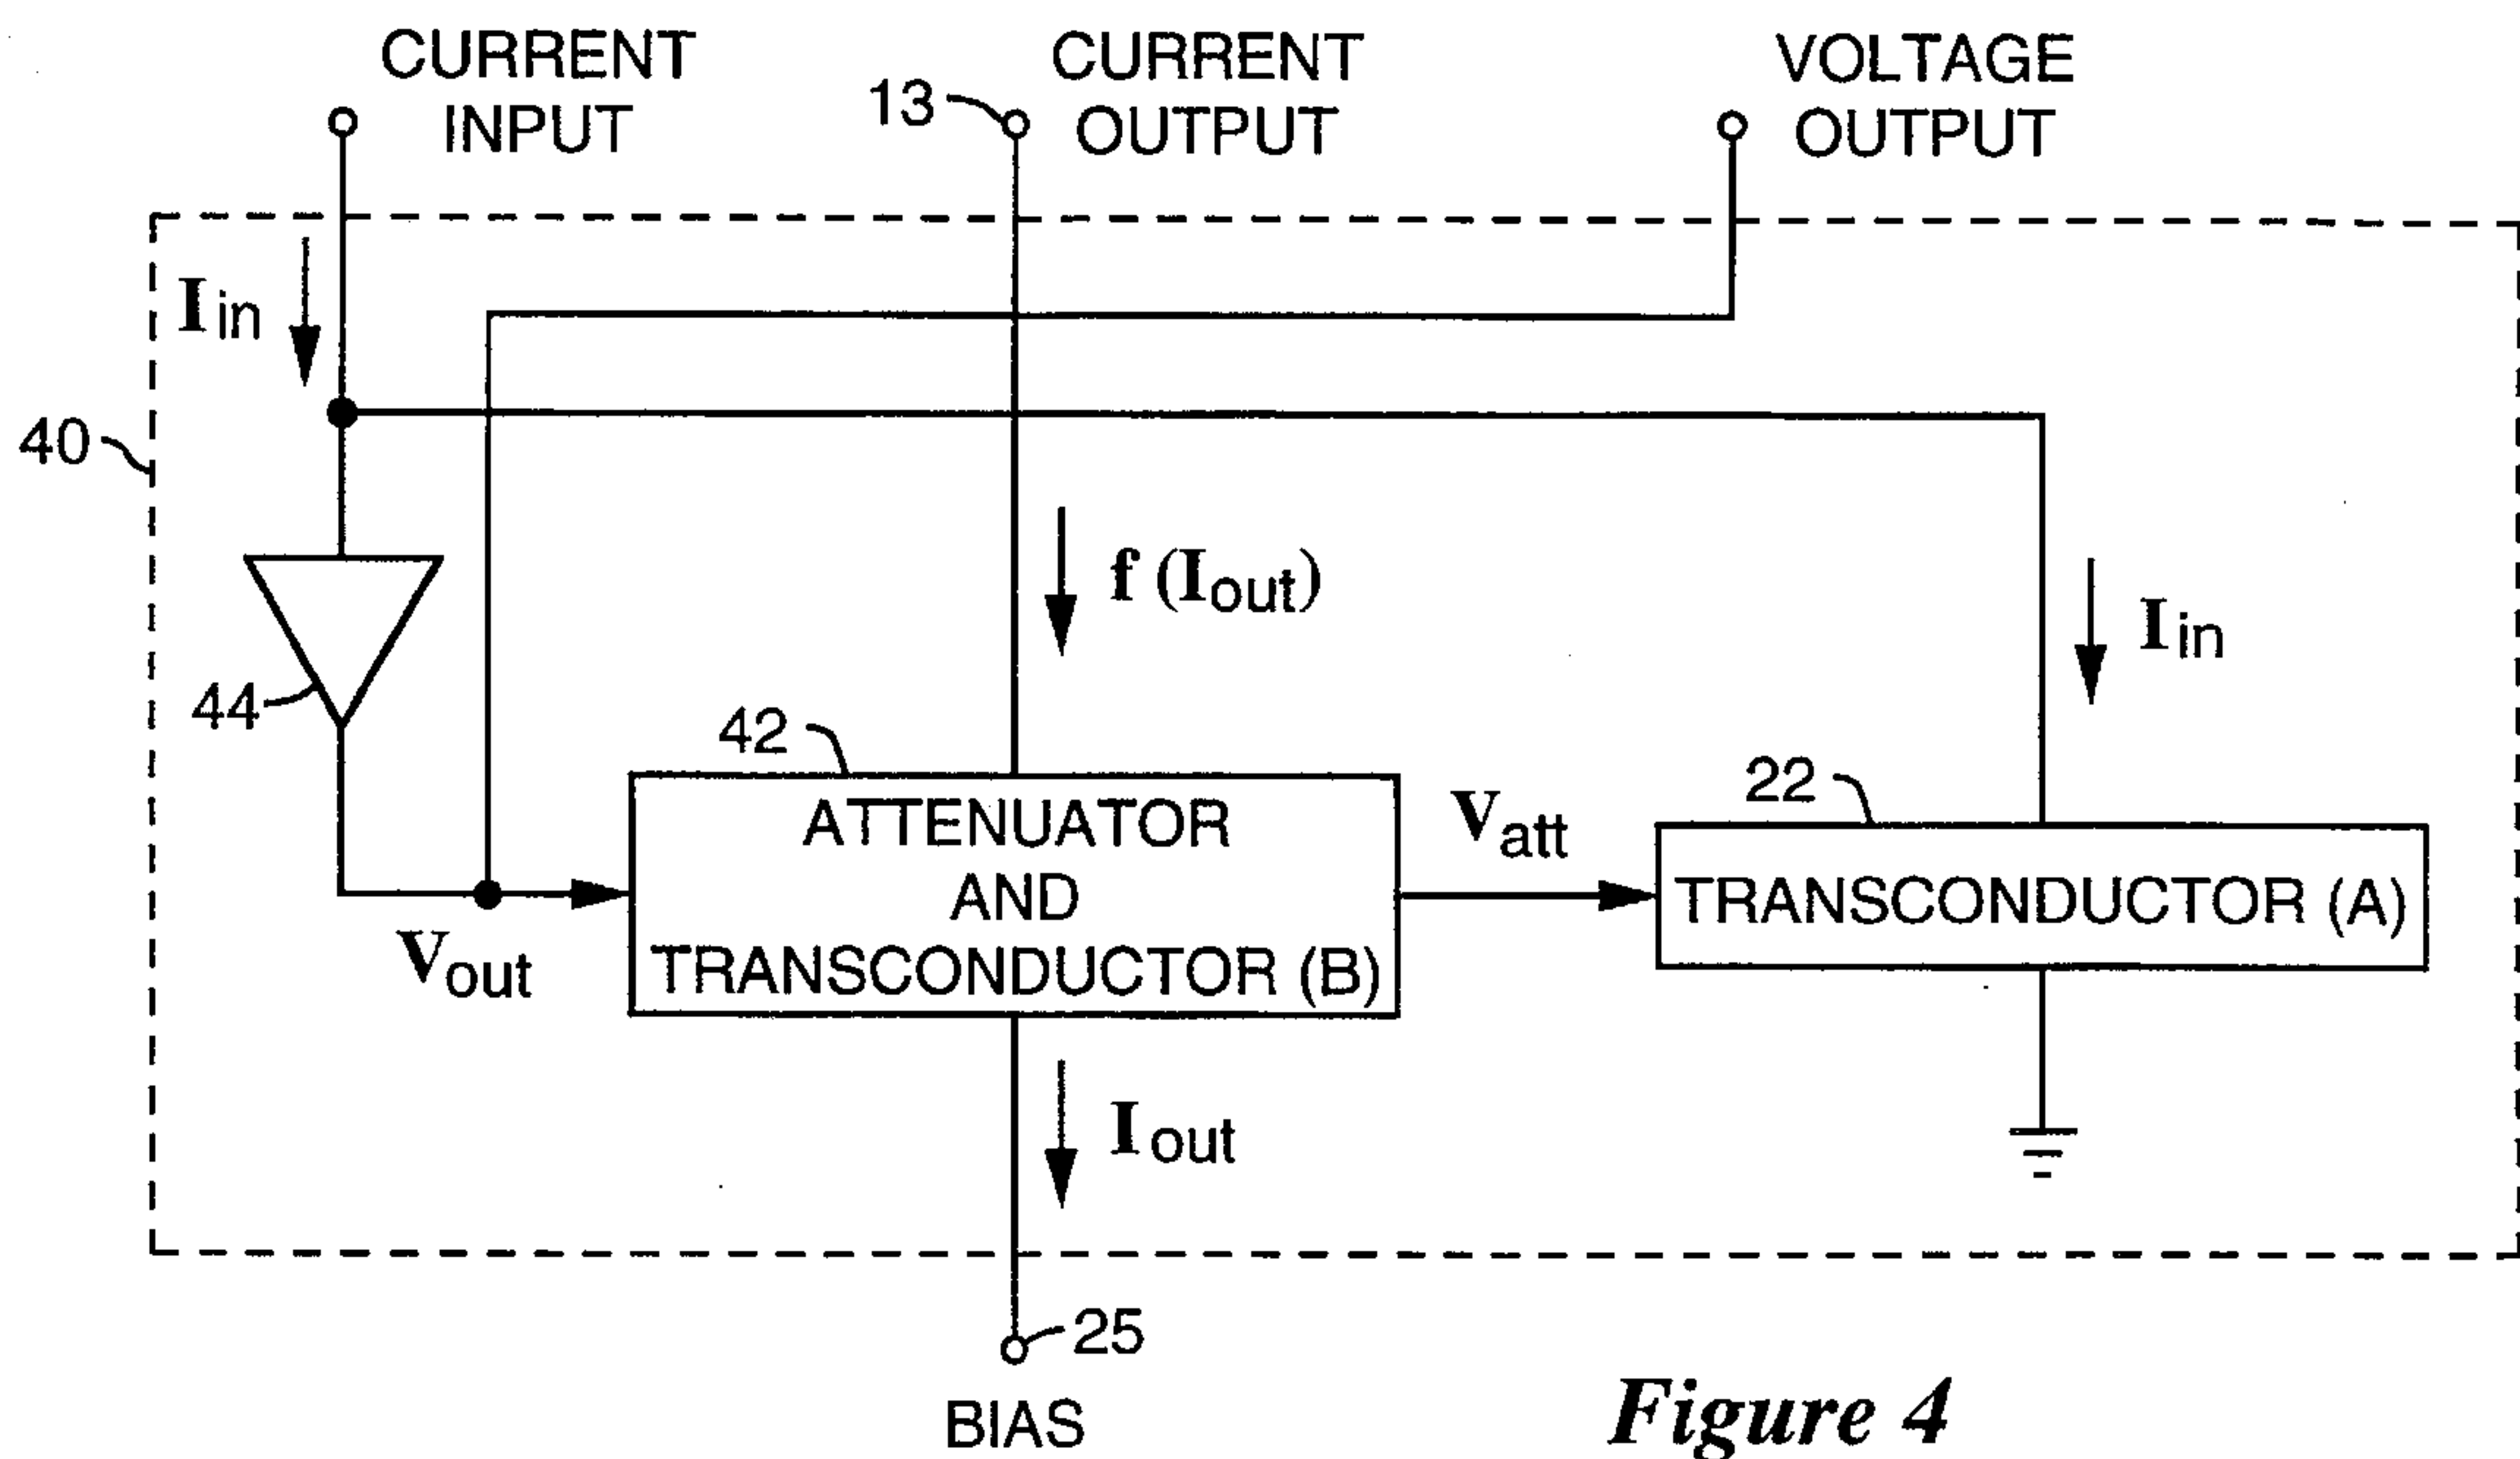 CURRENT
INPUT
13
CURRENT
OUTPUT
VOLTAGE
OUTPUT
Iin
40
f (Iout)
Iin
44
42
22
ATTENUATOR
AND
TRANSCONDUCTOR (B)
Vatt
TRANSCONDUCTOR (A)
Vout
Iout
25
BIAS
Figure 4